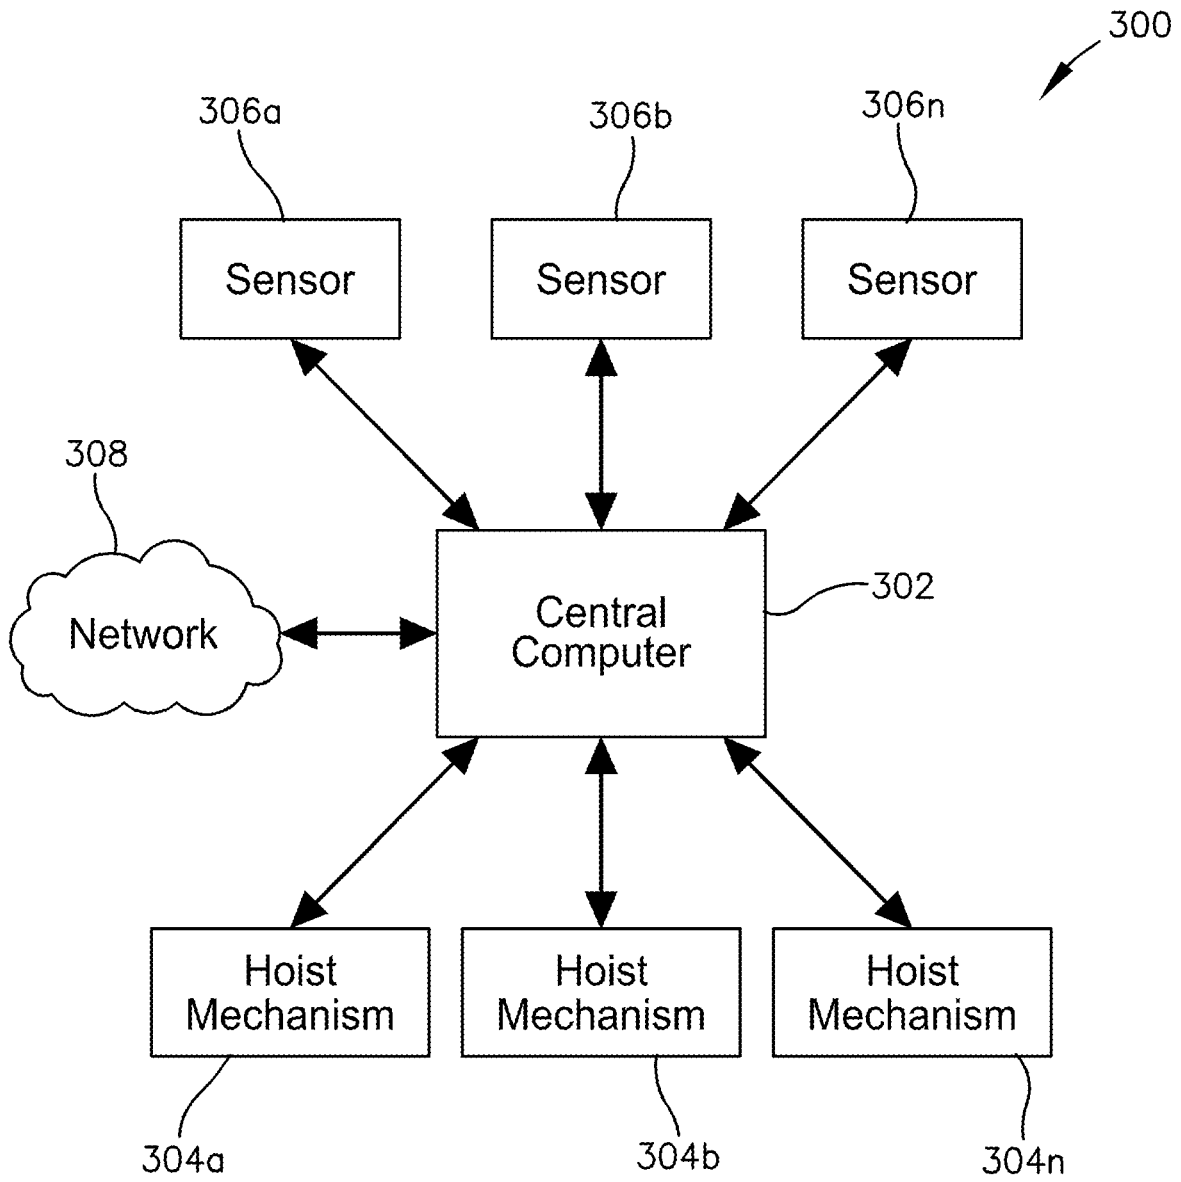 300
306a
306b
306n
Sensor
Sensor
Sensor
308
Network
Central
Computer
302
Hoist
Mechanism
Hoist
Mechanism
Hoist
Mechanism
304a
304b
304n